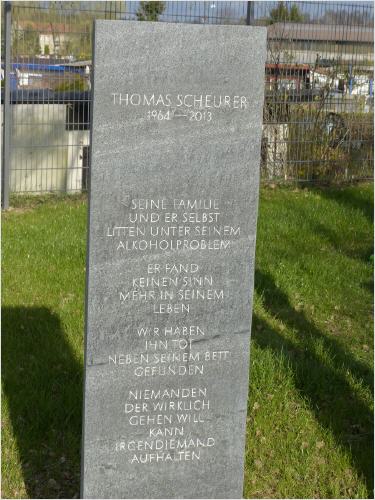 THOMAS SCHEURER
1964 – 2013
SEINE FAMILIE
UND ER SELBST
LITTEN UNTER SEINEM
ALKOHOLPROBLEM
ER FAND
KEINEN SINN
MEHR IN SEINEM
LEBEN
WIR HABEN
IHN TOT
NEBEN SEINEM BETT
GEFUNDEN
NIEMANDEN
DER WIRKLICH
GEHEN WILL
KANN
IRGENDIEMAND
AUFHALTEN